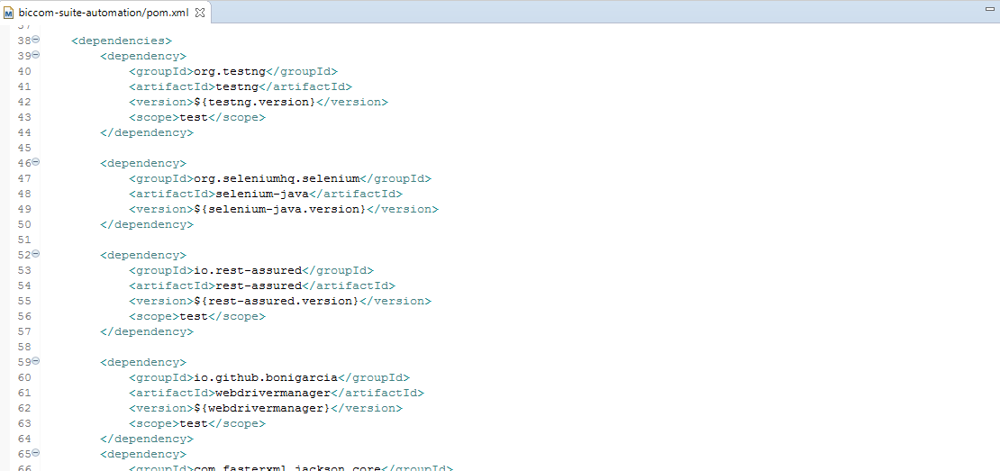 biccom-suite-automation/pom.xml
37
38 <dependencies>
39 <dependency>
40 <groupId>org.testng</groupId>
41 <artifactId>testng</artifactId>
42 <version>${testng.version}</version>
43 <scope>test</scope>
44 </dependency>
45
46 <dependency>
47 <groupId>org.seleniumhq.selenium</groupId>
48 <artifactId>selenium-java</artifactId>
49 <version>${selenium-java.version}</version>
50 </dependency>
51
52 <dependency>
53 <groupId>io.rest-assured</groupId>
54 <artifactId>rest-assured</artifactId>
55 <version>${rest-assured.version}</version>
56 <scope>test</scope>
57 </dependency>
58
59 <dependency>
60 <groupId>io.github.bonigarcia</groupId>
61 <artifactId>webdrivermanager</artifactId>
62 <version>${webdrivermanager}</version>
63 <scope>test</scope>
64 </dependency>
65 <dependency>
66 <groupId>com.fasterxml.jackson.core</groupId>